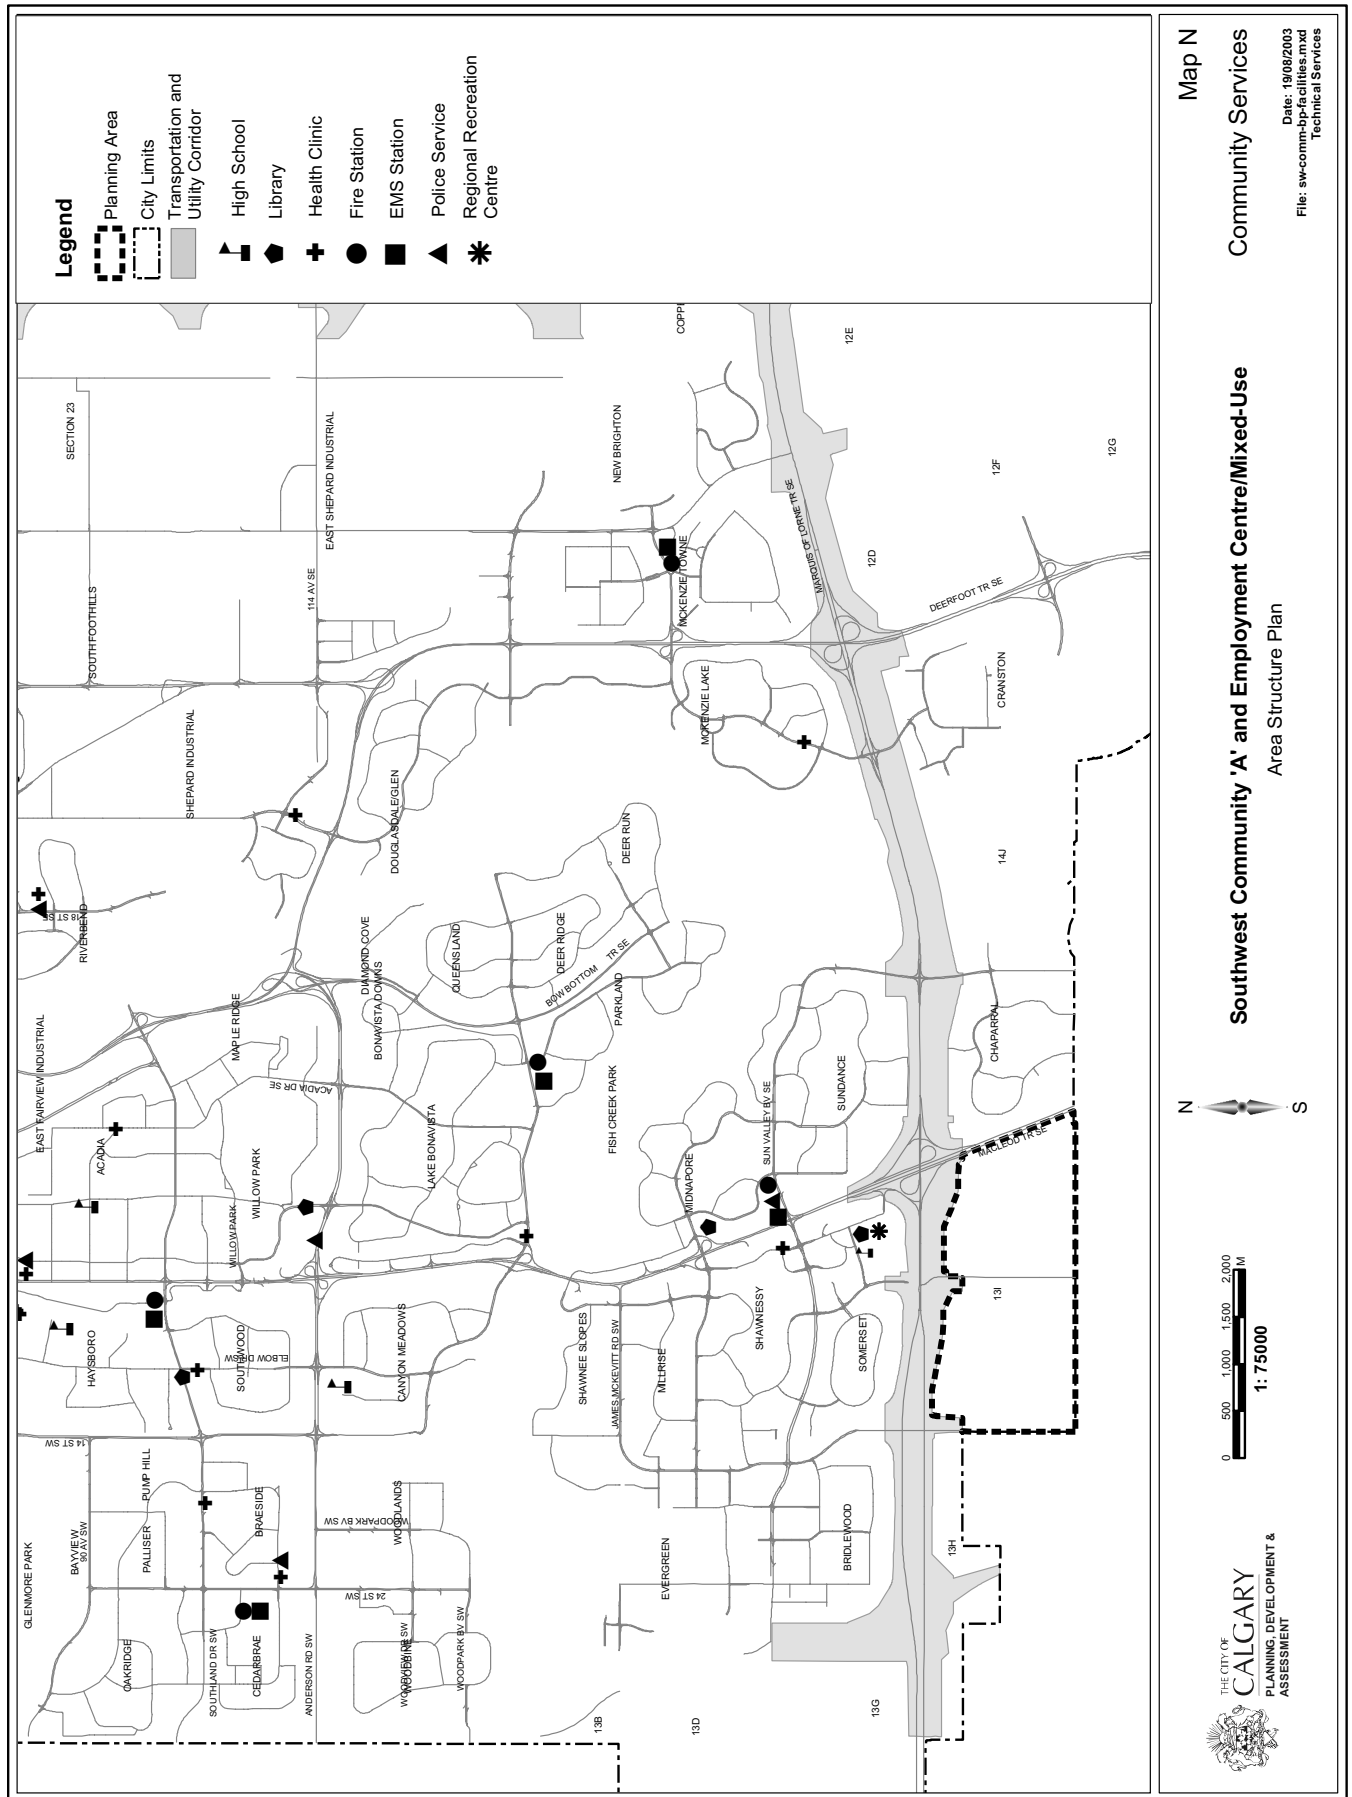 Legend
Planning Area
City Limits
Transportation and
Utility Corridor
High School
Library
Health Clinic
Fire Station
EMS Station
Police Service
Regional Recreation
Centre
GLENMORE PARK
OAKRIDGE
BAYVIEW
90 AV SW
PALLISER
PUMP HILL
14 ST SW
HAYSBORO
ACADIA
EAST FAIRVIEW INDUSTRIAL
RIVERBEND
18 ST SE
SOUTH FOOTHILLS
SECTION 23
SOUTHLAND DR SW
CEDARBRAE
BRAESIDE
SOUTHWOOD
ELBOW DR SW
WILLOW PARK
WILLOW PARK
MAPLE RIDGE
ACADIA DR SE
SHEPARD INDUSTRIAL
114 AV SE
EAST SHEPARD INDUSTRIAL
ANDERSON RD SW
24 ST SW
WOODPARK BV SW
WOODLANDS
CANYON MEADOWS
LAKE BONAVISTA
BONAVISTA DOWNS
DIAMOND COVE
DOUGLASDALE/GLEN
WOODVIEW DR SW
WOODBINE
WOODPARK BV SW
QUEENSLAND
DEER RIDGE
BOW BOTTOM TR SE
DEER RUN
PARKLAND
FISH CREEK PARK
NEW BRIGHTON
MCKENZIE TOWNE
MCKENZIE LAKE
COPPE
13B
SHAWNEE SLOPES
JAMES MCKEVITT RD SW
MILLRISE
EVERGREEN
13D
MIDNAPORE
SHAWNESSY
SUN VALLEY BV SE
SUNDANCE
MARQUIS OF LORNE TR SE
12E
12D
BRIDLEWOOD
SOMERSET
13G
13H
13I
MACLEOD TR SE
CHAPARRAL
14J
CRANSTON
DEERFOOT TR SE
12F
12G
THE CITY OF
CALGARY
PLANNING, DEVELOPMENT &
ASSESSMENT
0 500 1,000 1,500 2,000
M
1: 75000
N
S
Southwest Community 'A' and Employment Centre/Mixed-Use
Area Structure Plan
Map N
Community Services
Date: 19/08/2003
File: sw-comm-bp-facilities.mxd
Technical Services